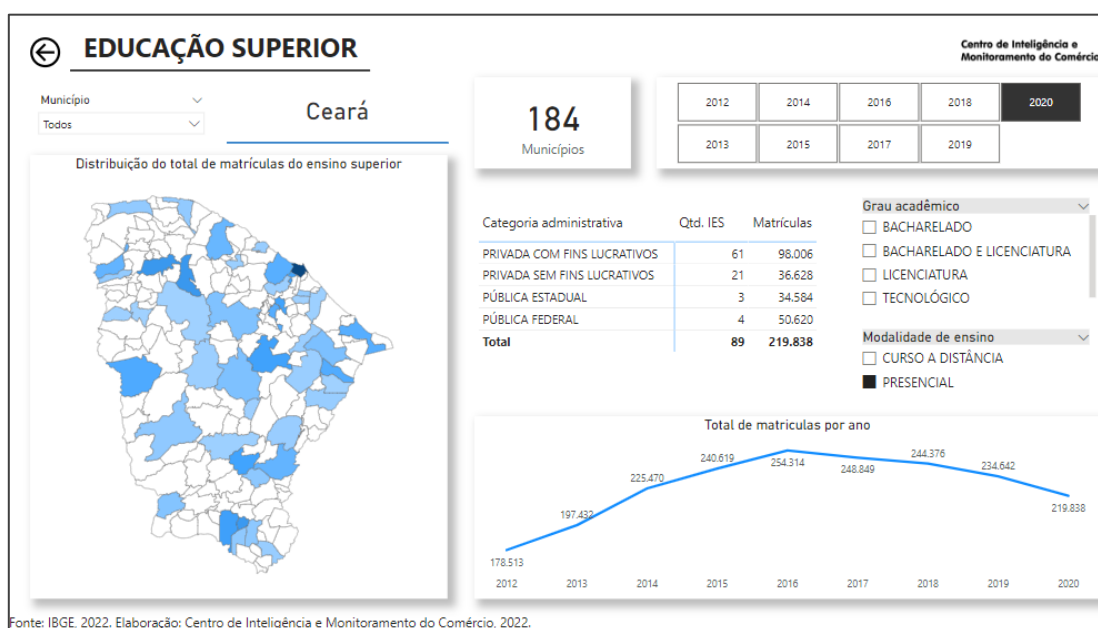 EDUCAÇÃO SUPERIOR
Centro de Inteligência e
Monitoramento do Comércio
Município
Todos
Ceará
184
Municípios
2012 2014 2016 2018 2020
2013 2015 2017 2019
Distribuição do total de matrículas do ensino superior
Categoria administrativa Qtd. IES Matrículas
PRIVADA COM FINS LUCRATIVOS 61 98.006
PRIVADA SEM FINS LUCRATIVOS 21 36.628
PÚBLICA ESTADUAL 3 34.584
PÚBLICA FEDERAL 4 50.620
Total 89 219.838
Grau acadêmico
BACHARELADO
BACHARELADO E LICENCIATURA
LICENCIATURA
TECNOLÓGICO
Modalidade de ensino
CURSO A DISTÂNCIA
PRESENCIAL
Total de matriculas por ano
178.513 197.432 225.470 240.619 254.314 248.849 244.376 234.642 219.838
2012 2013 2014 2015 2016 2017 2018 2019 2020
Fonte: IBGE, 2022. Elaboração: Centro de Inteligência e Monitoramento do Comércio, 2022.